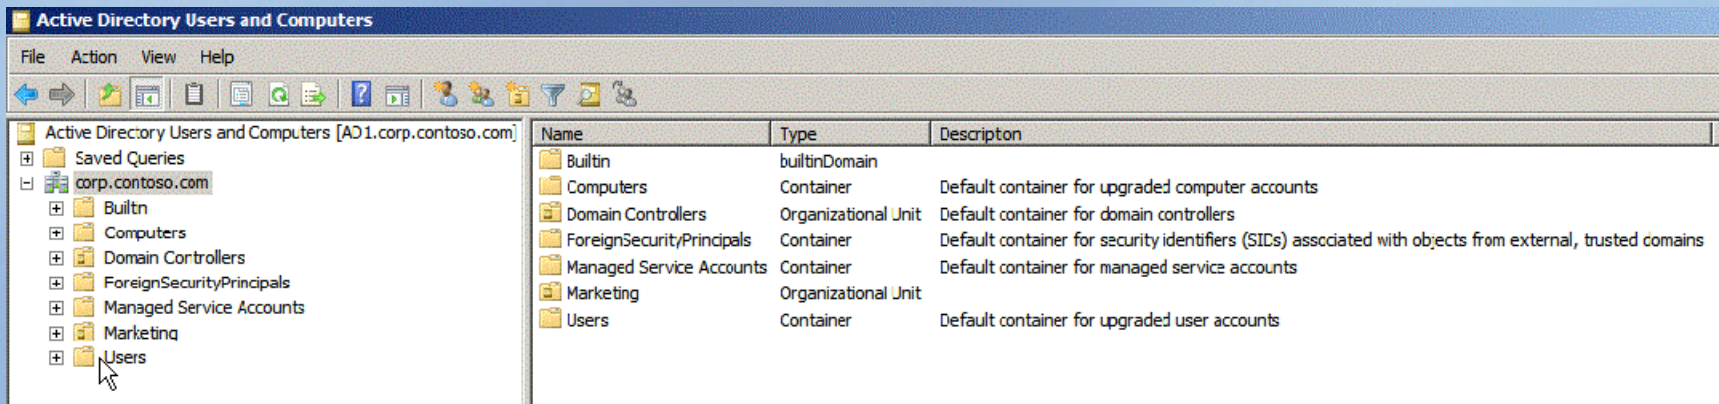 Active Directory Users and Computers
File Action View Help
Active Directory Users and Computers [AD1.corp.contoso.com]
Saved Queries
corp.contoso.com
Builtin
Computers
Domain Controllers
ForeignSecurityPrincipals
Managed Service Accounts
Marketing
Users
Name Type Description
Builtin builtinDomain
Computers Container Default container for upgraded computer accounts
Domain Controllers Organizational Unit Default container for domain controllers
ForeignSecurityPrincipals Container Default container for security identifiers (SIDs) associated with objects from external, trusted domains
Managed Service Accounts Container Default container for managed service accounts
Marketing Organizational Unit
Users Container Default container for upgraded user accounts